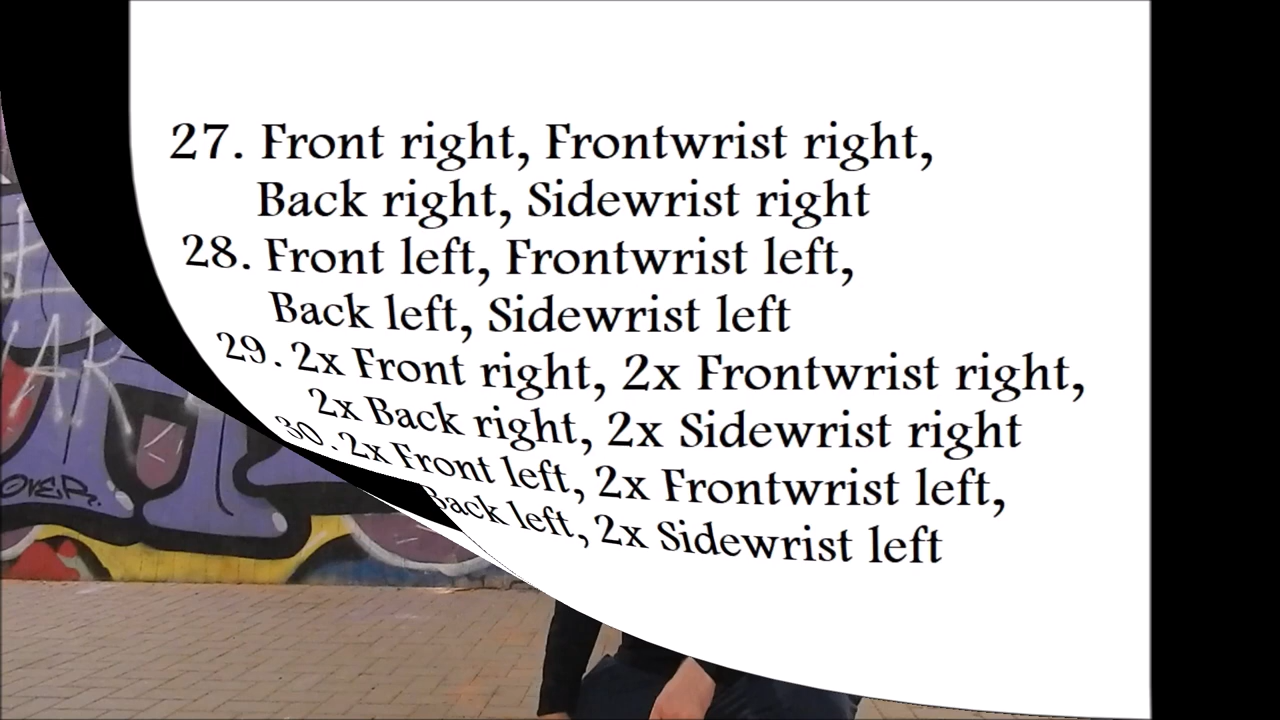 27. Front right, Frontwrist right,
Back right, Sidewrist right
28. Front left, Frontwrist left,
Back left, Sidewrist left
29. 2x Front right, 2x Frontwrist right,
2x Back right, 2x Sidewrist right
30. 2x Front left, 2x Frontwrist left,
Back left, 2x Sidewrist left
OVER.